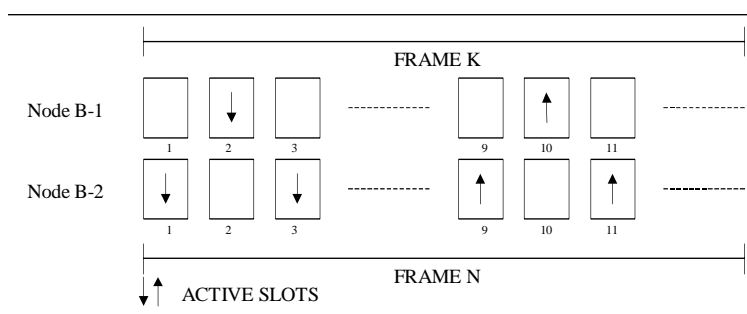 FRAME K
Node B-1
1 2 3 9 10 11
Node B-2
1 2 3 9 10 11
FRAME N
ACTIVE SLOTS